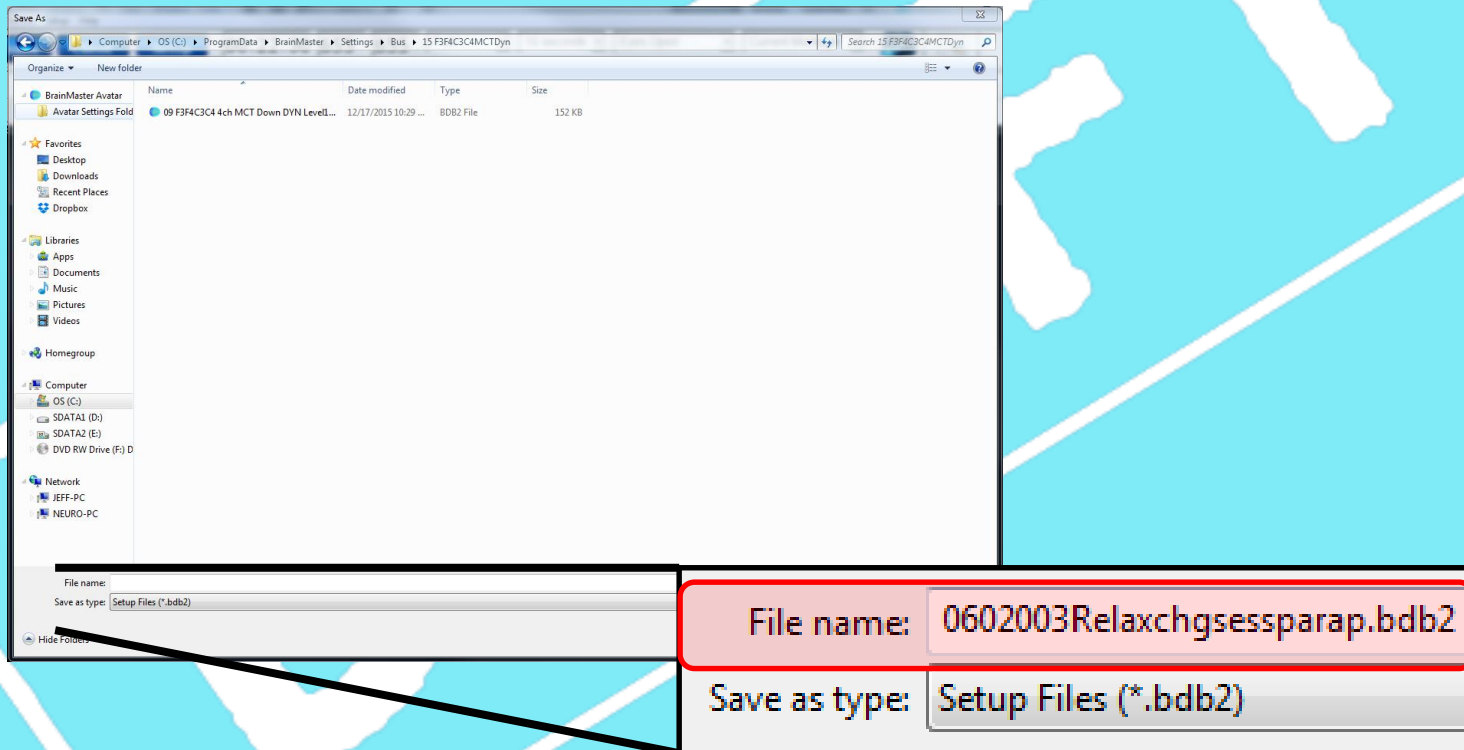 Save As
Computer OS (C:) ProgramData BrainMaster Settings Bus 15 F3F4C3C4MCTDyn Search 15 F3F4C3C4MCTDyn
Organize New folder
BrainMaster Avatar
Avatar Settings Fold
Favorites
Desktop
Downloads
Recent Places
Dropbox
Libraries
Apps
Documents
Music
Pictures
Videos
Homegroup
Computer
OS (C:)
SDATA1 (D:)
SDATA2 (E:)
DVD RW Drive (F:) D
Network
JEFF-PC
NEURO-PC
Name Date modified Type Size
09 F3F4C3C4 4ch MCT Down DYN Level1... 12/17/2015 10:29 ... BDB2 File 152 KB
File name:
Save as type: Setup Files (*.bdb2)
Hide Folders
File name: 0602003Relaxchgsessparap.bdb2
Save as type: Setup Files (*.bdb2)